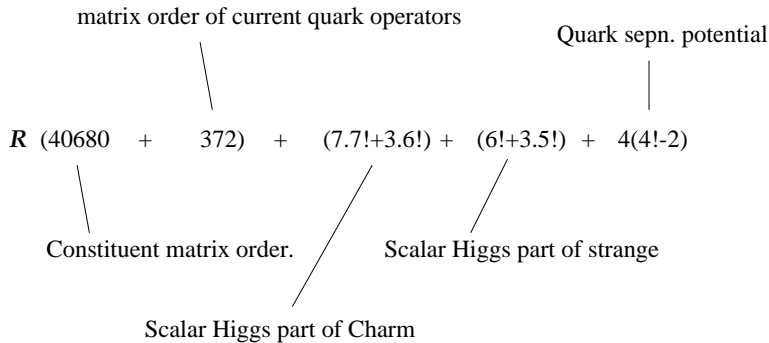 matrix order of current quark operators
Quark sepn. potential
R (40680 + 372) + (7.7!+3.6!) + (6!+3.5!) + 4(4!-2)
Constituent matrix order.
Scalar Higgs part of strange
Scalar Higgs part of Charm